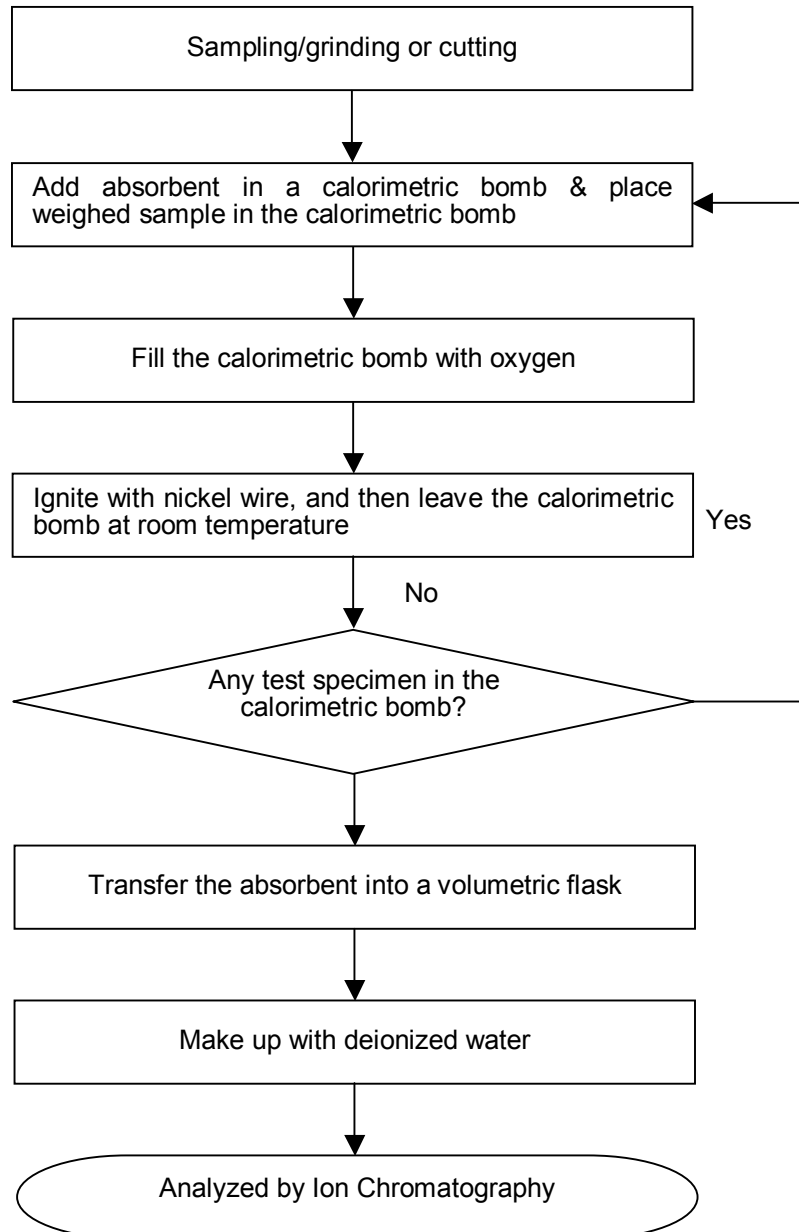 Sampling/grinding or cutting
Add absorbent in a calorimetric bomb & place
weighed sample in the calorimetric bomb
Fill the calorimetric bomb with oxygen
Ignite with nickel wire, and then leave the calorimetric
bomb at room temperature
Yes
No
Any test specimen in the
calorimetric bomb?
Transfer the absorbent into a volumetric flask
Make up with deionized water
Analyzed by Ion Chromatography